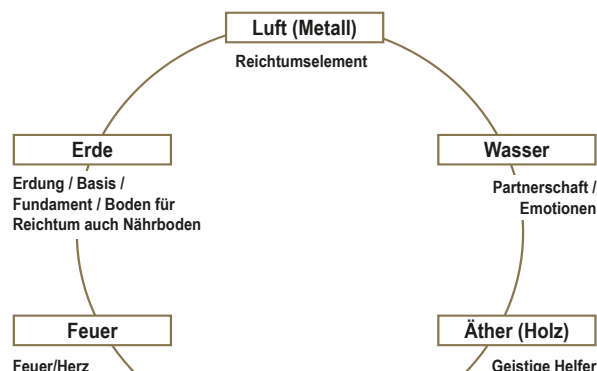 Luft (Metall)
Reichtumselement
Erde
Erdung / Basis /
Fundament / Boden für
Reichtum auch Nährboden
Wasser
Partnerschaft /
Emotionen
Feuer
Feuer/Herz
Äther (Holz)
Geistige Helfer